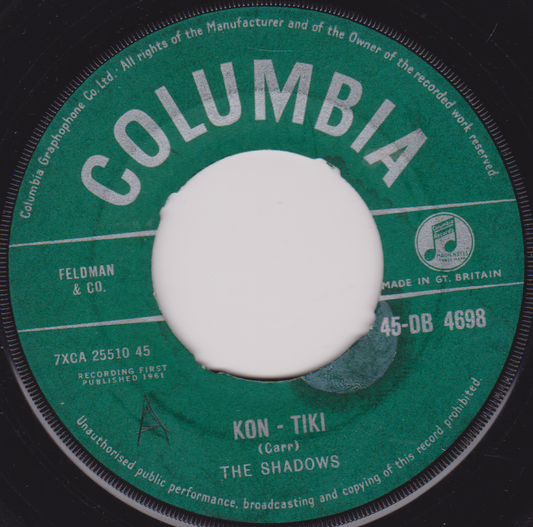 Columbia Graphophone Co. Ltd. · All rights of the Manufacturer and of the Owner of the recorded work reserved.
COLUMBIA
FELDMAN
& CO.
MADE IN GT. BRITAIN
45-DB 4698
7XCA 25510 45
RECORDING FIRST
PUBLISHED 1961
A
KON - TIKI
(Carr)
THE SHADOWS
Unauthorised public performance, broadcasting and copying of this record prohibited.